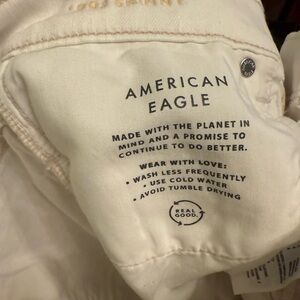 AMERICAN
EAGLE
MADE WITH THE PLANET IN
MIND AND A PROMISE TO
CONTINUE TO DO BETTER.
WEAR WITH LOVE:
• WASH LESS FREQUENTLY
• USE COLD WATER
• AVOID TUMBLE DRYING
REAL
GOOD.